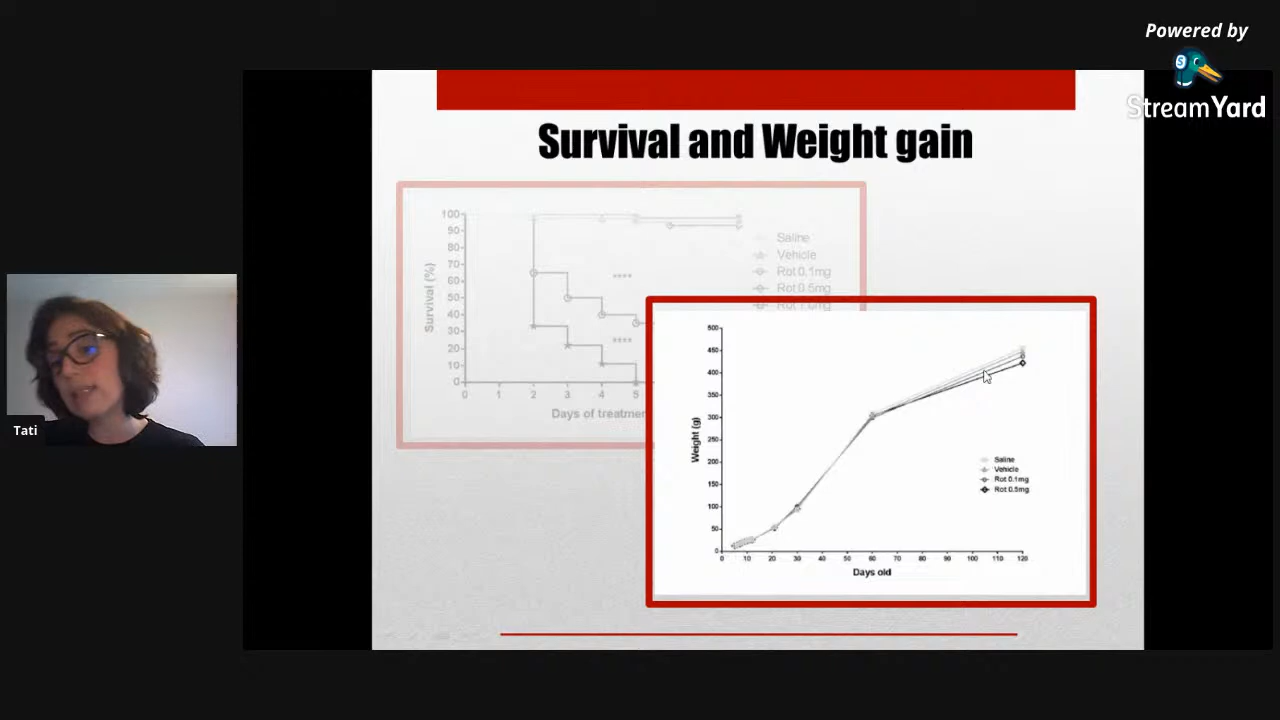 Powered by
StreamYard
Survival and Weight gain
100
90
80
70
60
50
40
30
20
10
0
Survival (%)
0
1
2
3
4
5
Days of treatmen
****
****
Saline
Vehicle
Rot 0.1mg
Rot 0.5mg
Rot 1.0mg
500
450
400
350
300
250
200
150
100
50
0
Weight (g)
0 10 20 30 40 50 60 70 80 90 100 110 120
Days old
Saline
Vehicle
Rot 0.1mg
Rot 0.5mg
Tati